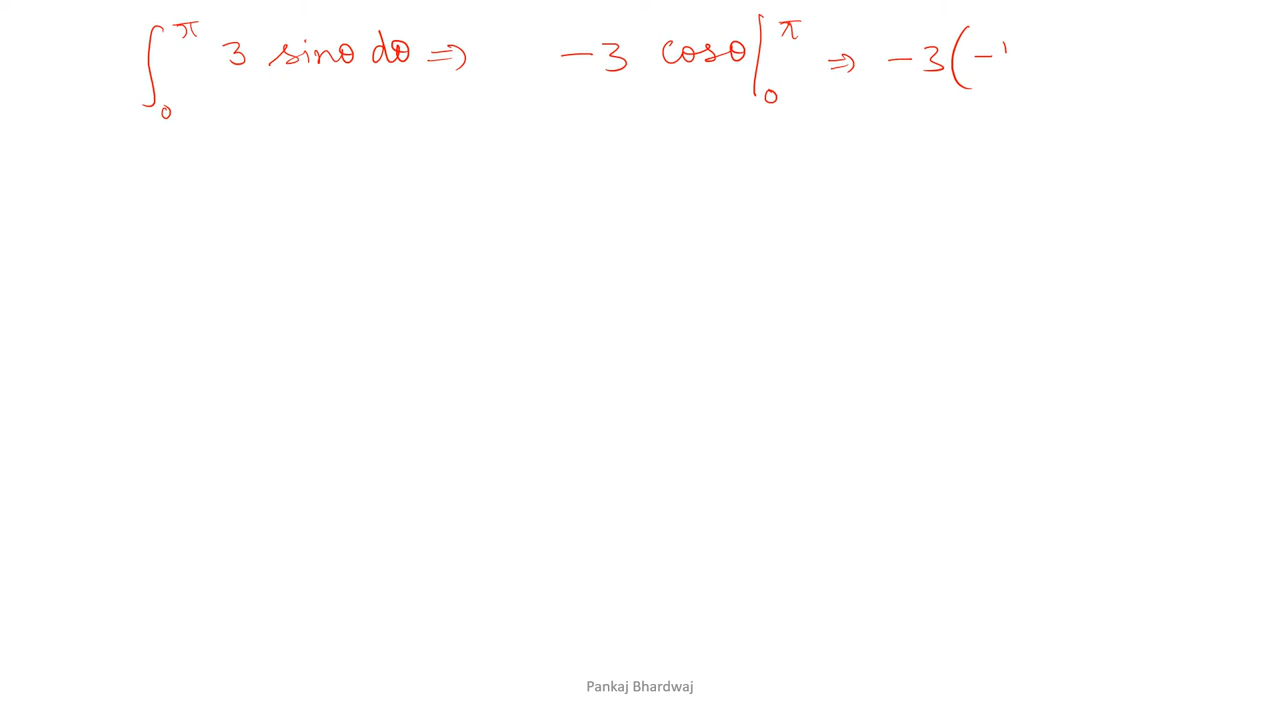 ∫₀^π 3 sinθ dθ ⇒ -3 cosθ|₀^π ⇒ -3(-1
Pankaj Bhardwaj